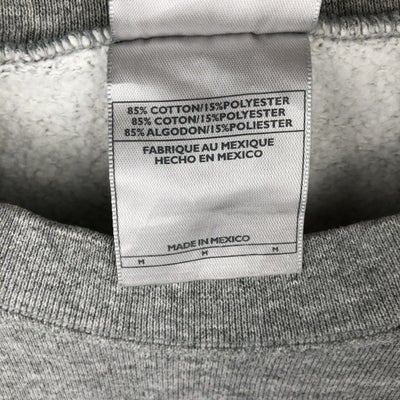 85% COTTON/15%POLYESTER
85% COTON/15%POLYESTER
85% ALGODON/15%POLIESTER
FABRIQUE AU MEXIQUE
HECHO EN MEXICO
MADE IN MEXICO
M M M